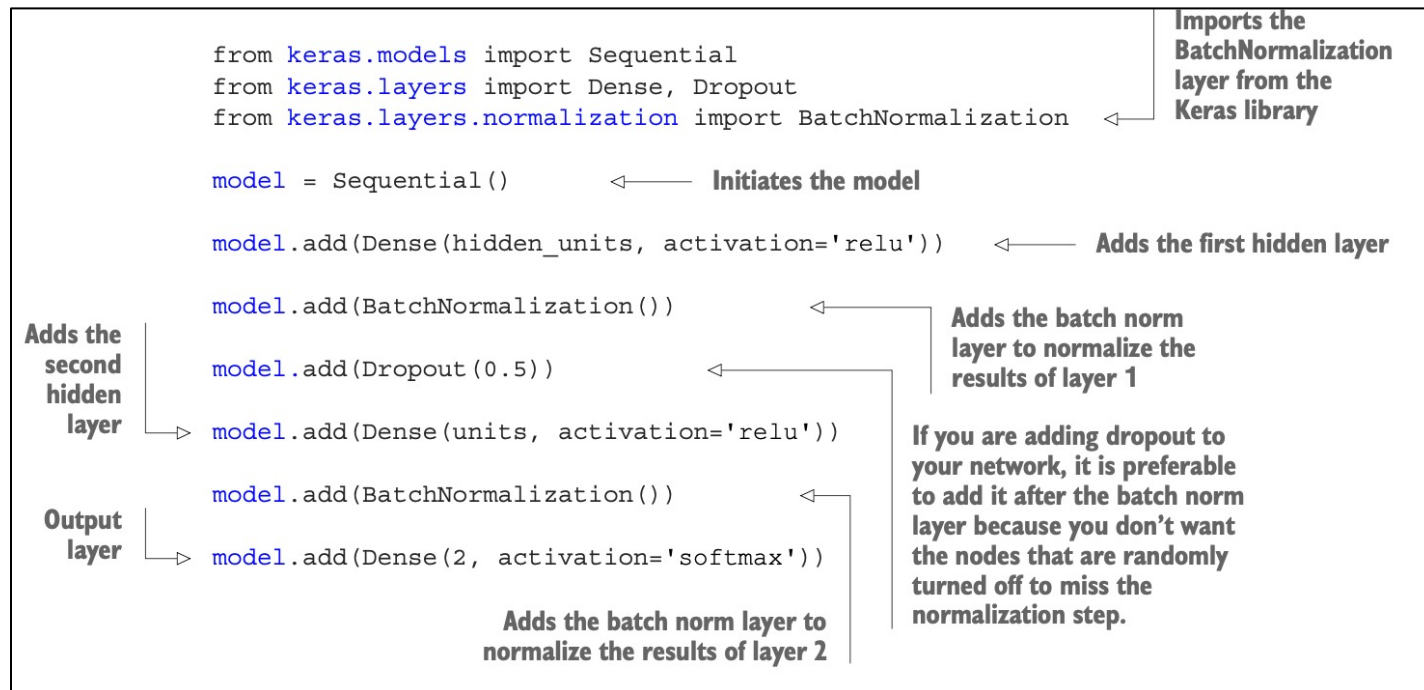 Imports the
BatchNormalization
layer from the
Keras library
from keras.models import Sequential
from keras.layers import Dense, Dropout
from keras.layers.normalization import BatchNormalization
model = Sequential()
Initiates the model
model.add(Dense(hidden_units, activation='relu'))
Adds the first hidden layer
model.add(BatchNormalization())
Adds the batch norm
layer to normalize the
results of layer 1
model.add(Dropout(0.5))
If you are adding dropout to
your network, it is preferable
to add it after the batch norm
layer because you don’t want
the nodes that are randomly
turned off to miss the
normalization step.
Adds the
second
hidden
layer
model.add(Dense(units, activation='relu'))
model.add(BatchNormalization())
Adds the batch norm layer to
normalize the results of layer 2
Output
layer
model.add(Dense(2, activation='softmax'))